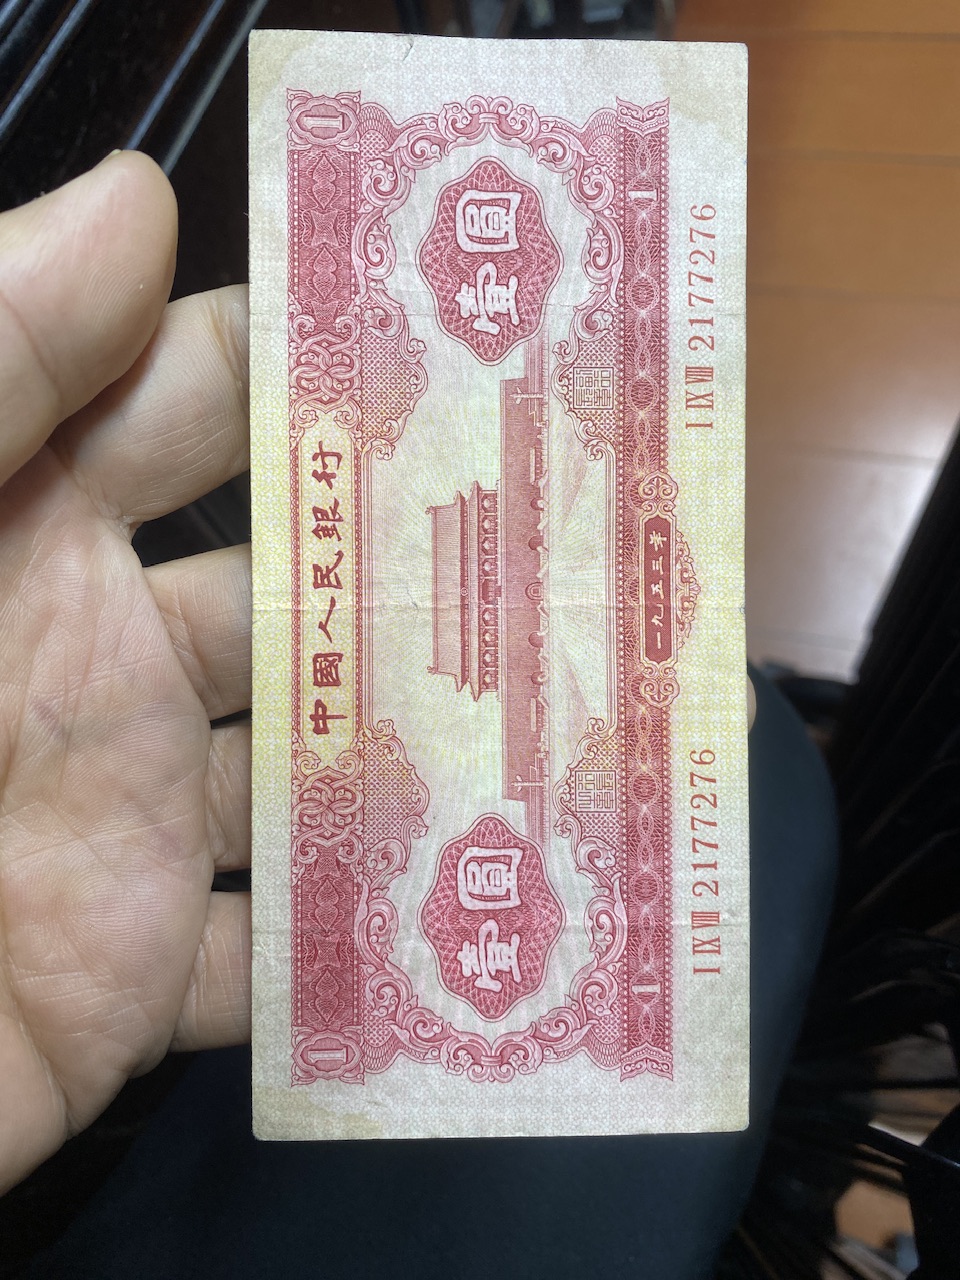 1 中國人民銀行 1
壹圓 壹圓
1 一九五三年 1
Ⅰ Ⅸ Ⅷ 2177276 Ⅰ Ⅸ Ⅷ 2177276